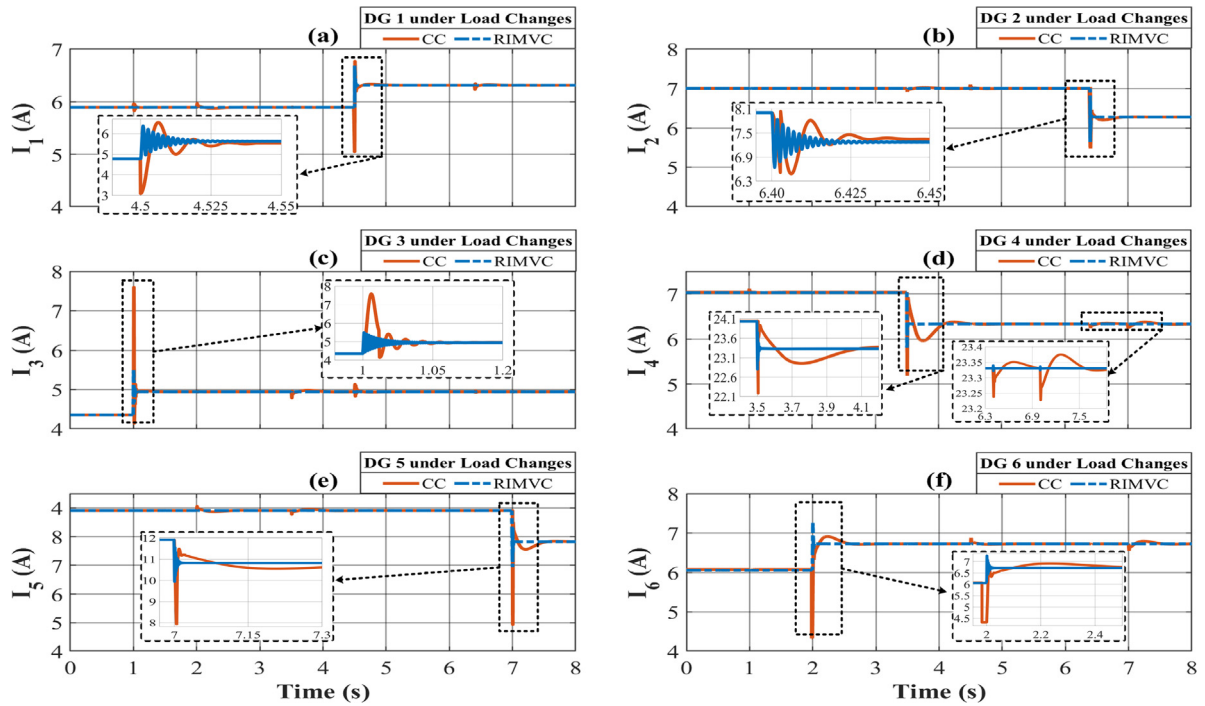 DG 1 under Load Changes
CC RIMVC
(a)
I1 (A)
7
6
5
4
6
5
4
3
4.5 4.525 4.55
DG 2 under Load Changes
CC RIMVC
(b)
I2 (A)
8
7
6
5
4
8.1
7.5
6.9
6.3
6.40 6.425 6.45
DG 3 under Load Changes
CC RIMVC
(c)
I3 (A)
8
7
6
5
4
8
7
6
5
4
1 1.05 1.2
DG 4 under Load Changes
CC RIMVC
(d)
I4 (A)
7
6
5
4
24.1
23.6
23.1
22.6
22.1
3.5 3.7 3.9 4.1
23.4
23.35
23.3
23.25
23.2
6.3 6.9 7.5
DG 5 under Load Changes
CC RIMVC
(e)
I5 (A)
4
8
6
4
12
11
10
9
8
7 7.15 7.3
0 1 2 3 4 5 6 7 8
Time (s)
DG 6 under Load Changes
CC RIMVC
(f)
I6 (A)
8
7
6
5
4
7
6.5
6
5.5
5
4.5
2 2.2 2.4
0 1 2 3 4 5 6 7 8
Time (s)